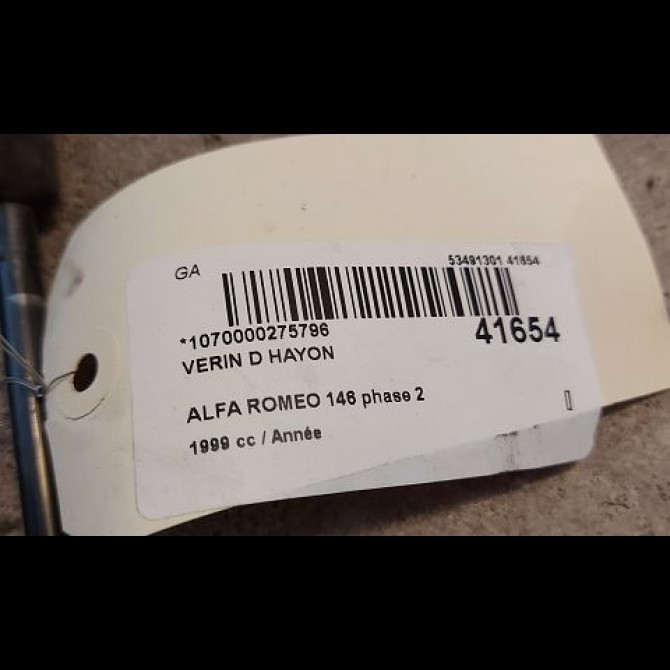 GA
53491301 41654
*1070000275796
41654
VERIN D HAYON
ALFA ROMEO 146 phase 2
1999 cc / Année